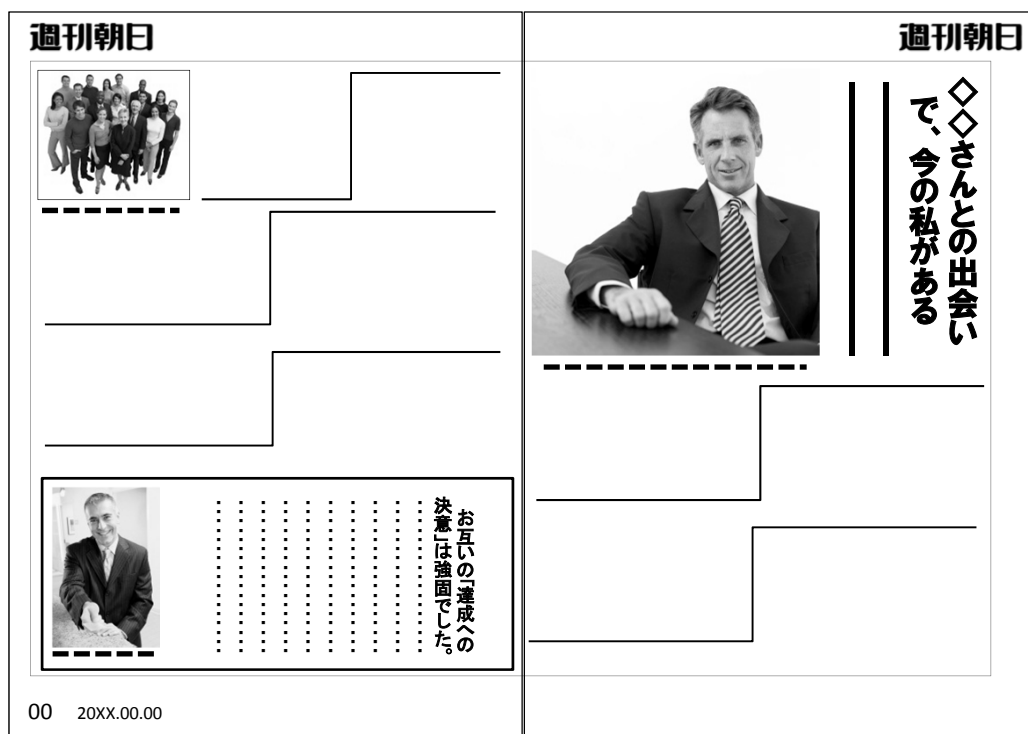 週刊朝日
週刊朝日
◇◇さんとの出会い
で、今の私がある
お互いの「達成への
決意」は強固でした。
00 20XX.00.00